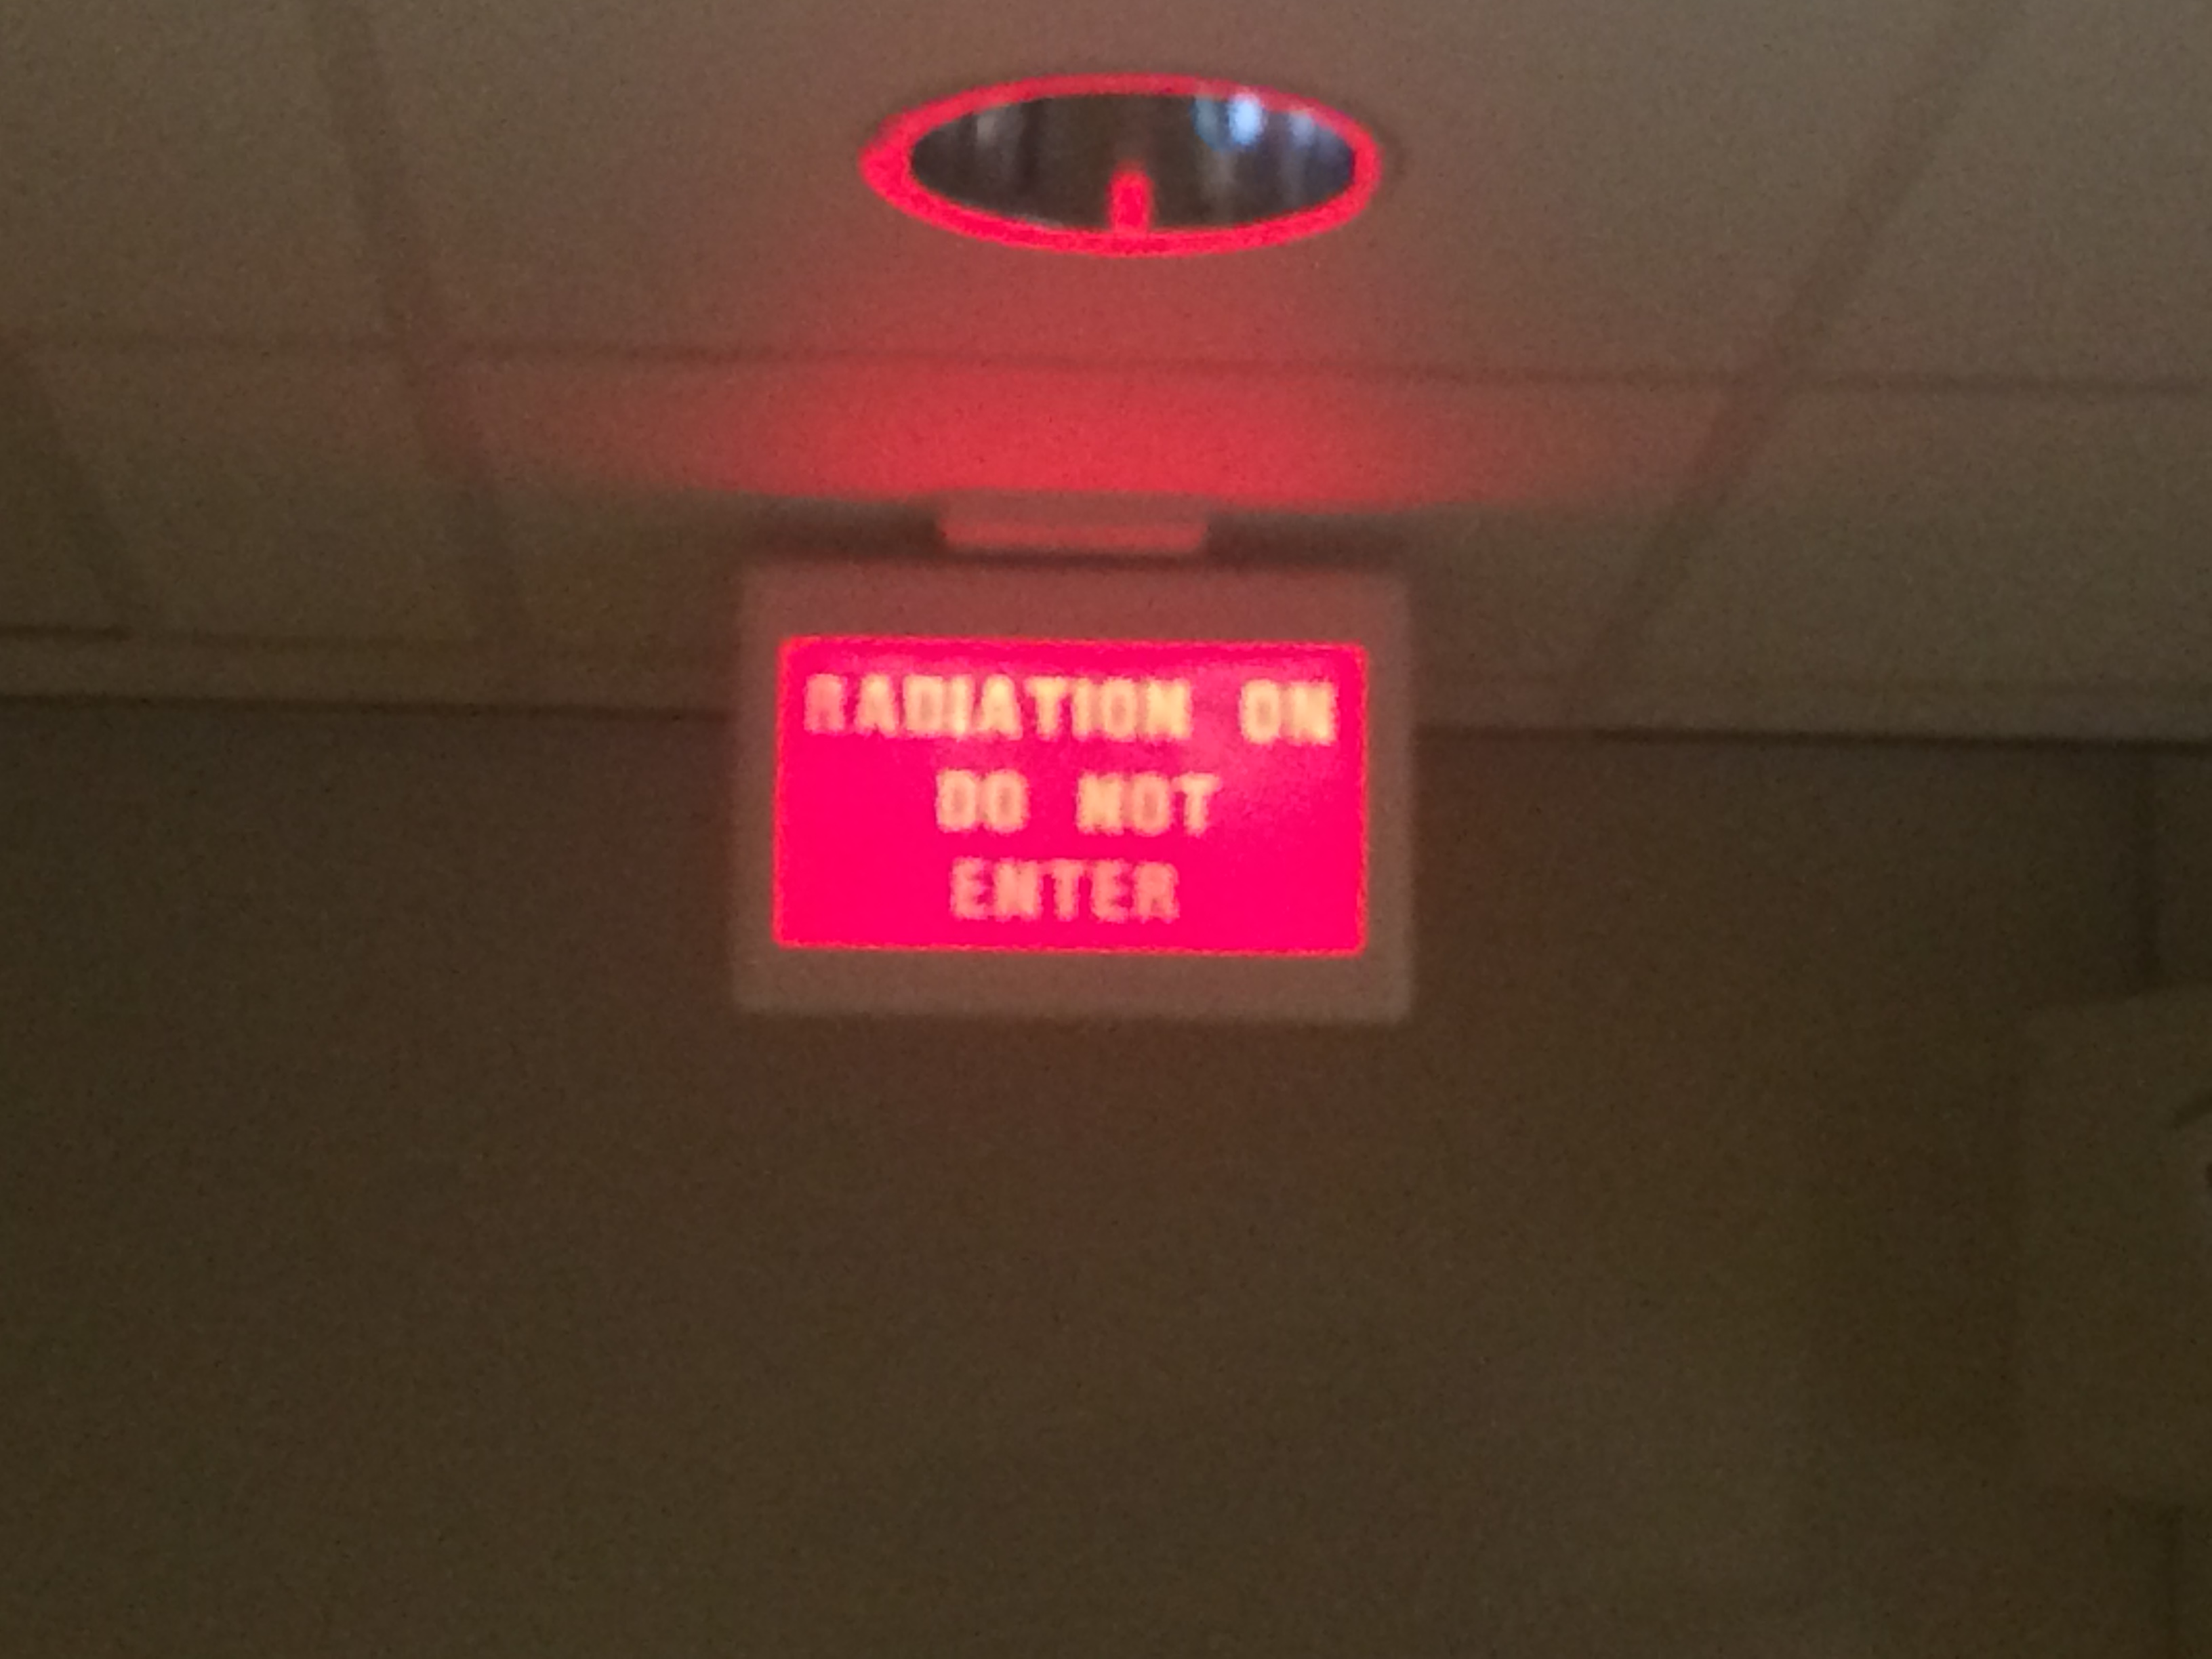 RADIATION ON
DO NOT
ENTER